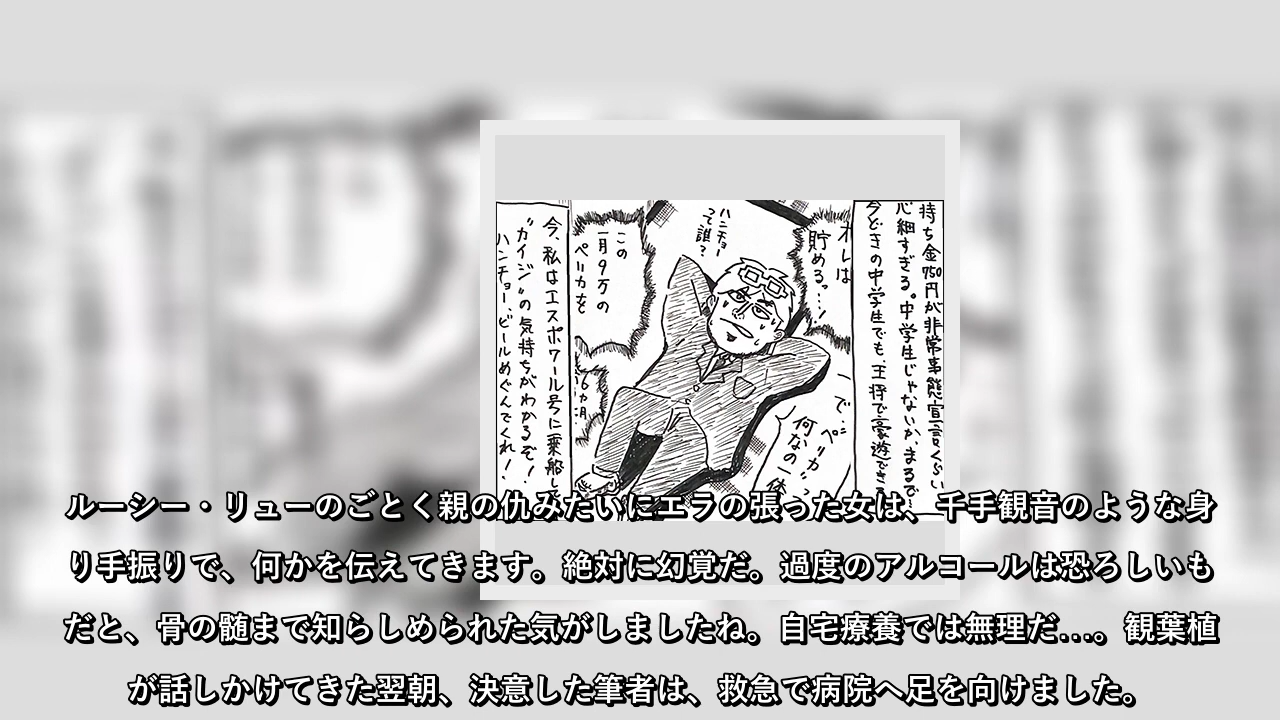 持ち金750円が非常事態宣言くらい
心細すぎる。中学生じゃないか、まるで。
今どきの中学生でも、王将で豪遊でき
オレは
貯める…！
ハンチョー
って誰？
この
一月9万の
ペリカを
6カ月
一で…
ペリカっ
何なの一体
今、私はエスポワール号に乗船し
〝カイジ〟の気持ちがわかるぞ！
ハンチョー、ビールめぐんでくれ！
ルーシー・リューのごとく親の仇みたいにエラの張った女は、千手観音のような身
り手振りで、何かを伝えてきます。絶対に幻覚だ。過度のアルコールは恐ろしいも
だと、骨の髄まで知らしめられた気がしましたね。自宅療養では無理だ…。観葉植
が話しかけてきた翌朝、決意した筆者は、救急で病院へ足を向けました。